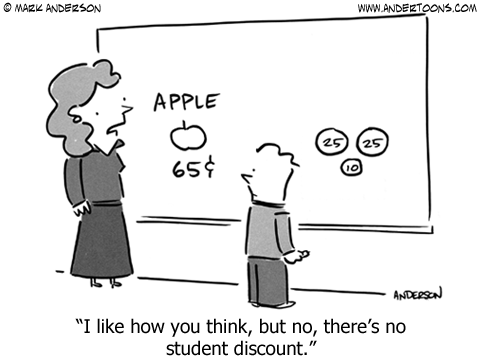 © MARK ANDERSON
WWW.ANDERTOONS.COM
APPLE
65¢
25 25
10
ANDERSON
“I like how you think, but no, there’s no
student discount.”